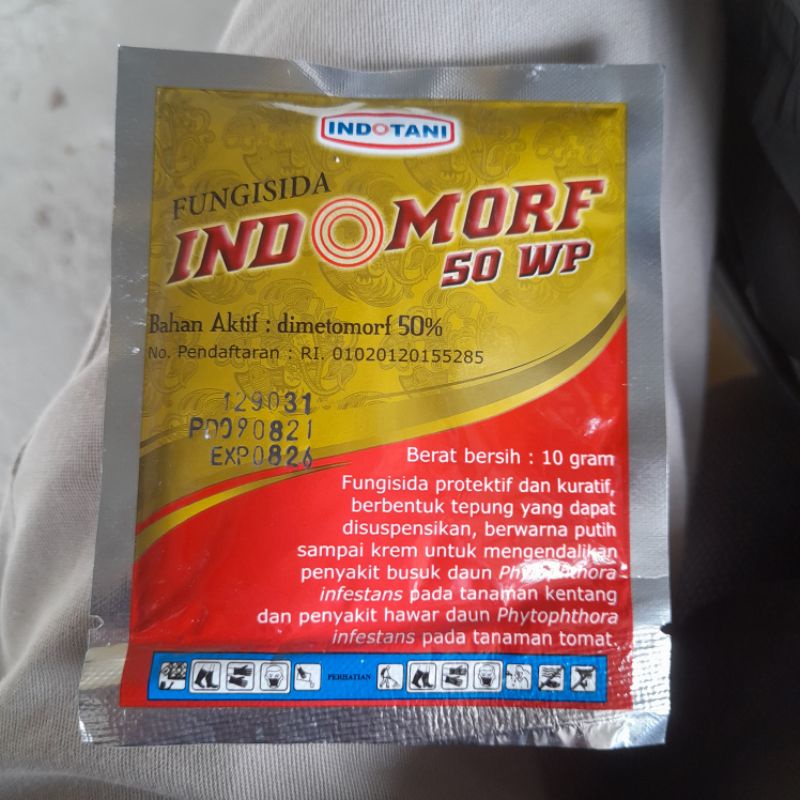 INDOTANI
FUNGISIDA
INDOMORF
50 WP
Bahan Aktif : dimetomorf 50%
No. Pendaftaran : RI. 01020120155285
129031
PD090821
EXP0826
Berat bersih : 10 gram
Fungisida protektif dan kuratif,
berbentuk tepung yang dapat
disuspensikan, berwarna putih
sampai krem untuk mengendalikan
penyakit busuk daun Phytophthora
infestans pada tanaman kentang
dan penyakit hawar daun Phytophthora
infestans pada tanaman tomat.
PERHATIAN